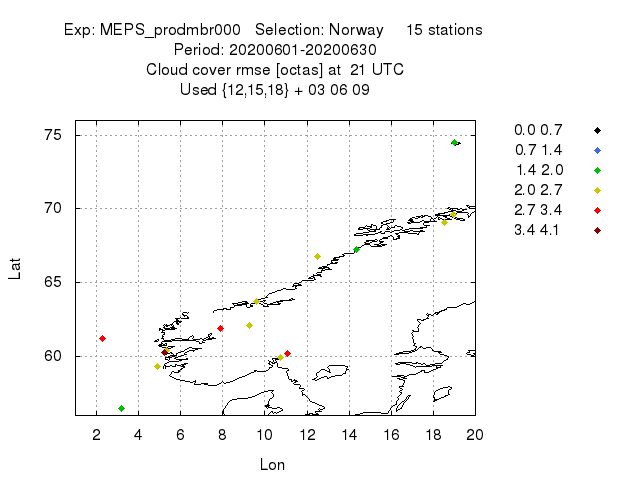 Exp: MEPS_prodmbr000 Selection: Norway 15 stations
Period: 20200601-20200630
Cloud cover rmse [octas] at 21 UTC
Used {12,15,18} + 03 06 09
0.0 0.7
0.7 1.4
1.4 2.0
2.0 2.7
2.7 3.4
3.4 4.1
75
70
65
60
Lat
2 4 6 8 10 12 14 16 18 20
Lon